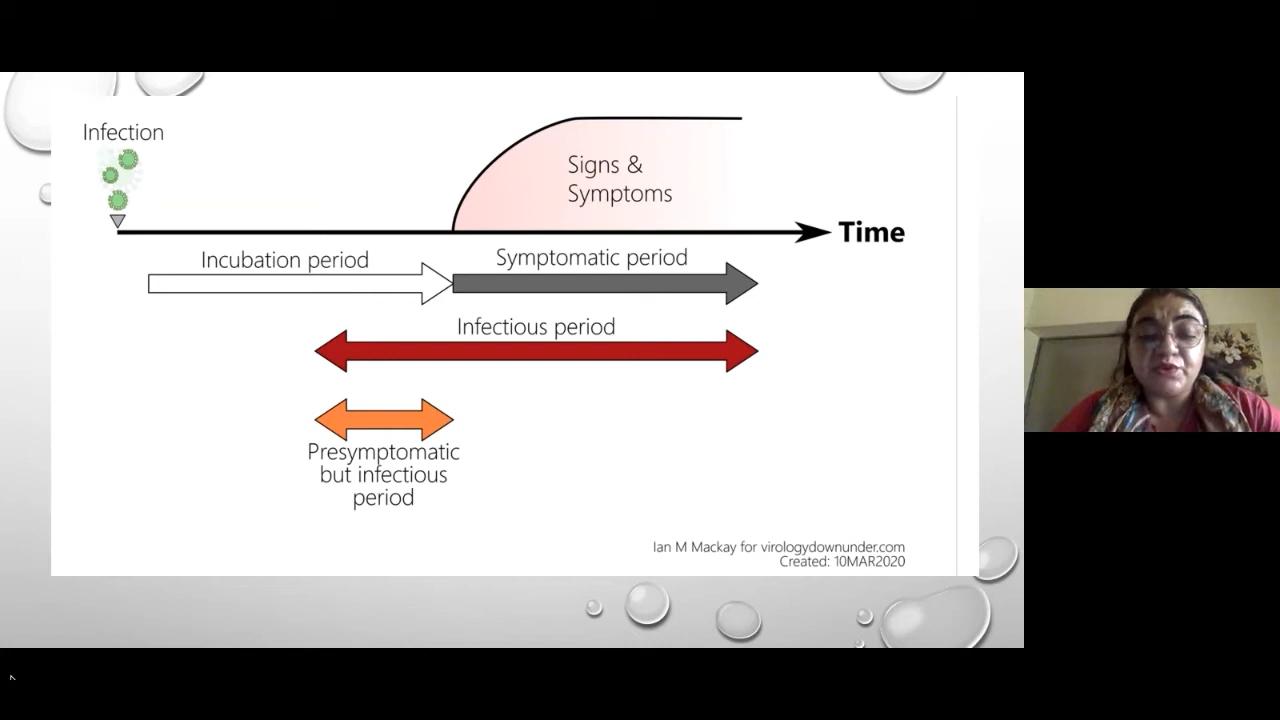 Infection
Signs &
Symptoms
Time
Incubation period
Symptomatic period
Infectious period
Presymptomatic
but infectious
period
Ian M Mackay for virologydownunder.com
Created: 10MAR2020